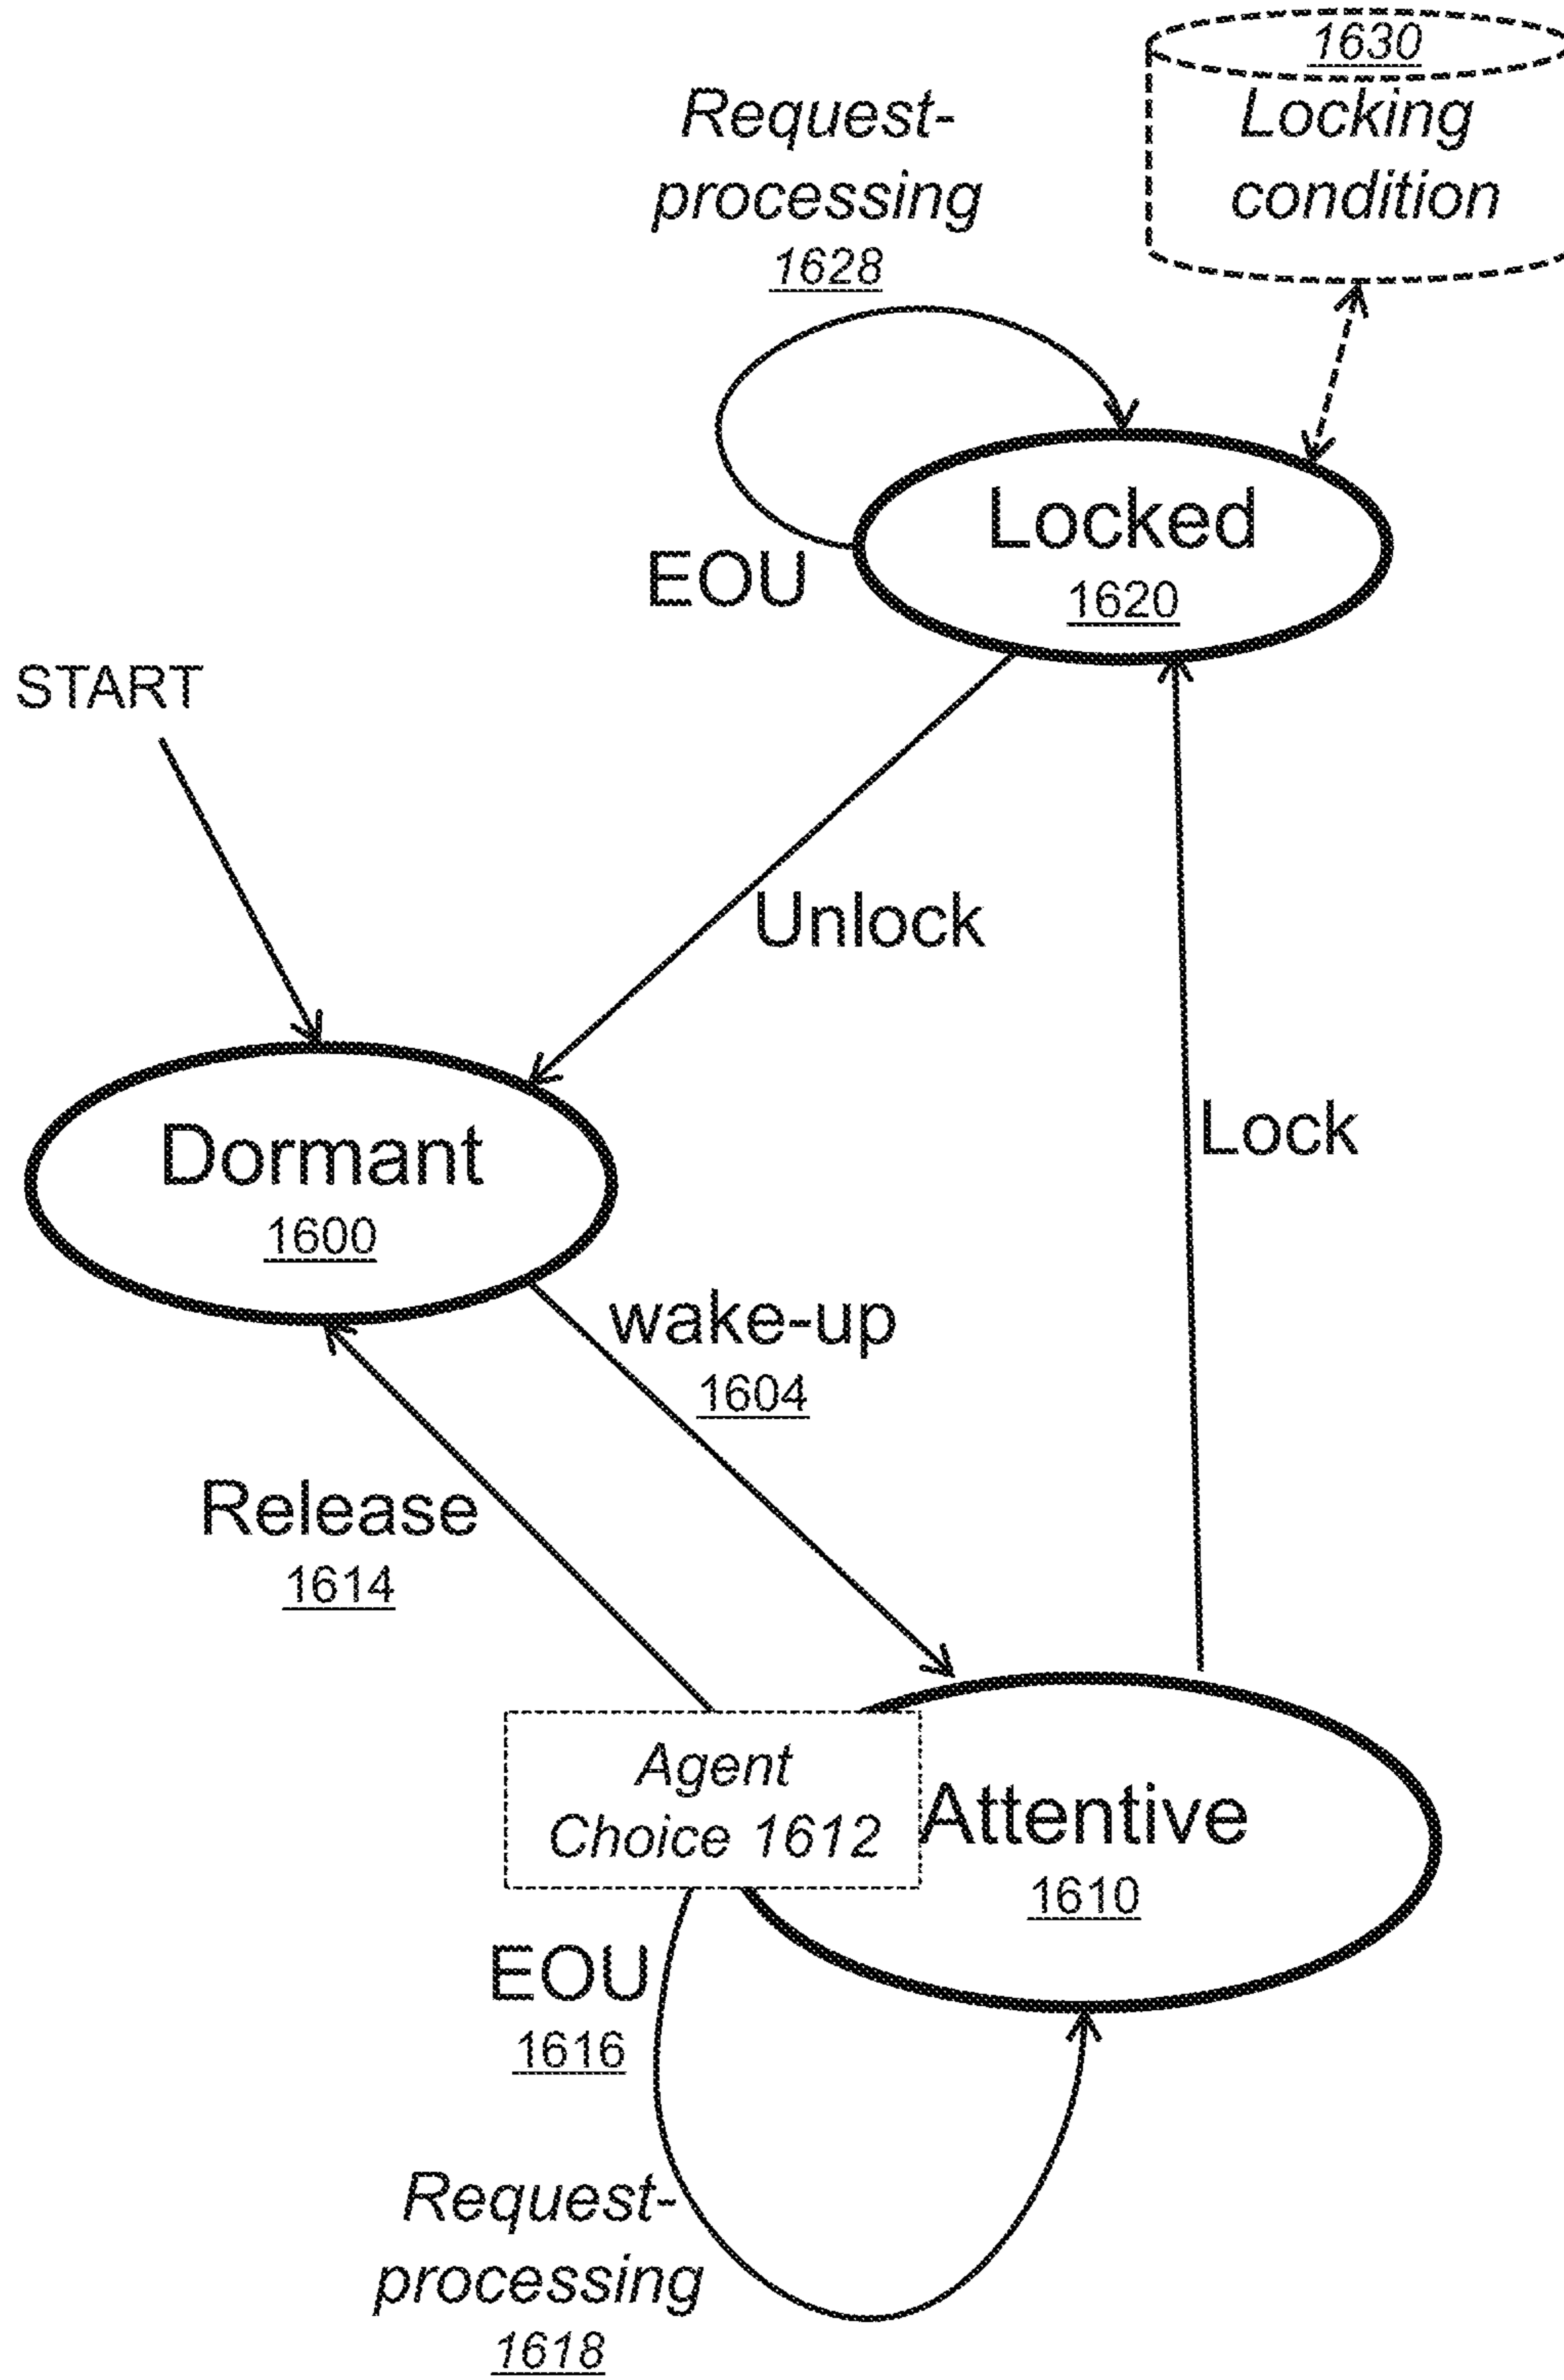 1630
Locking
condition
Request-
processing
1628
Locked
1620
EOU
START
Unlock
Lock
Dormant
1600
wake-up
1604
Release
1614
Agent
Choice 1612
Attentive
1610
EOU
1616
Request-
processing
1618